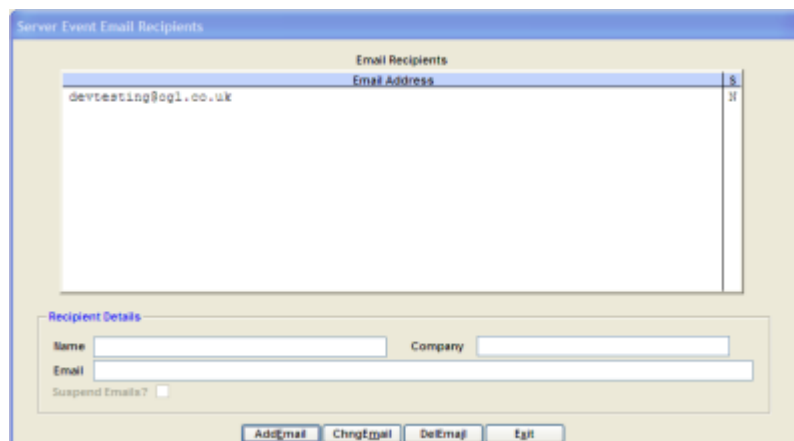 Server Event Email Recipients
Email Recipients
Email Address S
devtesting@ogl.co.uk N
Recipient Details
Name Company
Email
Suspend Emails?
AddEmail ChngEmail DelEmail Exit